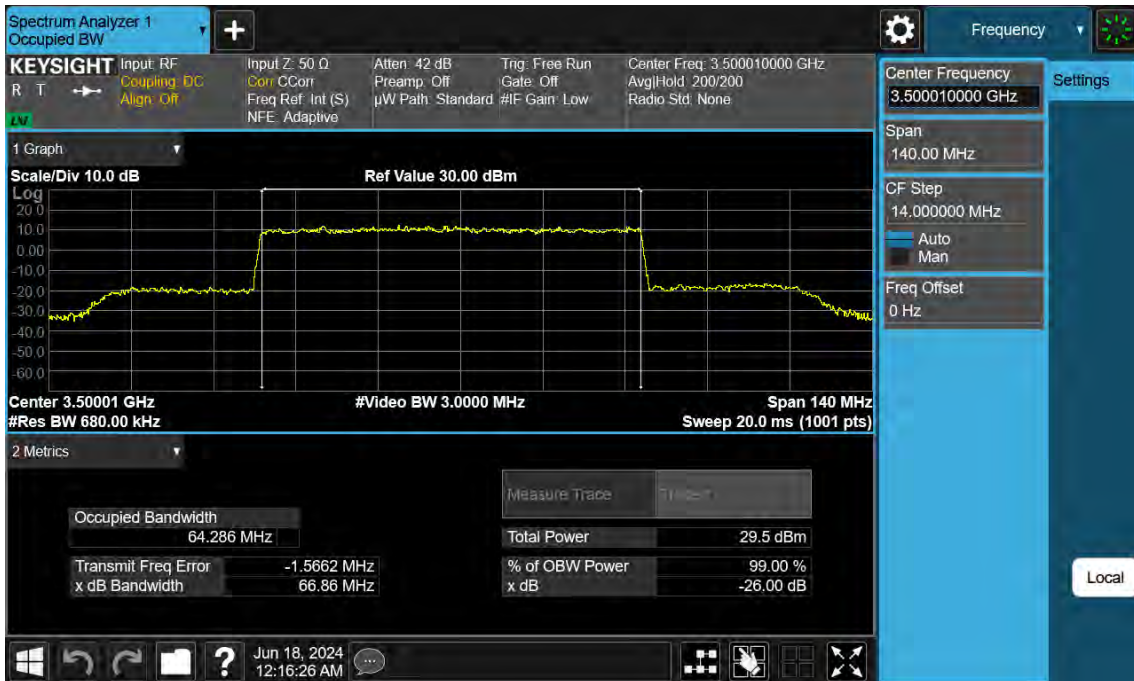 Spectrum Analyzer 1
Occupied BW
Frequency
KEYSIGHT
R T
Input: RF
Coupling: DC
Align: Off
Input Z: 50 Ω
Corr CCorr
Freq Ref: Int (S)
NFE: Adaptive
Atten: 42 dB
Preamp: Off
µW Path: Standard
Trig: Free Run
Gate: Off
#IF Gain: Low
Center Freq: 3.500010000 GHz
Avg|Hold: 200/200
Radio Std: None
1 Graph
Scale/Div 10.0 dB
Ref Value 30.00 dBm
Log
20.0
10.0
0.00
-10.0
-20.0
-30.0
-40.0
-50.0
-60.0
Center 3.50001 GHz
#Video BW 3.0000 MHz
Span 140 MHz
#Res BW 680.00 kHz
Sweep 20.0 ms (1001 pts)
2 Metrics
Measure Trace
Occupied Bandwidth
64.286 MHz
Total Power 29.5 dBm
Transmit Freq Error -1.5662 MHz
% of OBW Power 99.00 %
x dB Bandwidth 66.86 MHz
x dB -26.00 dB
Center Frequency
3.500010000 GHz
Settings
Span
140.00 MHz
CF Step
14.000000 MHz
Auto
Man
Freq Offset
0 Hz
Local
?
Jun 18, 2024
12:16:26 AM